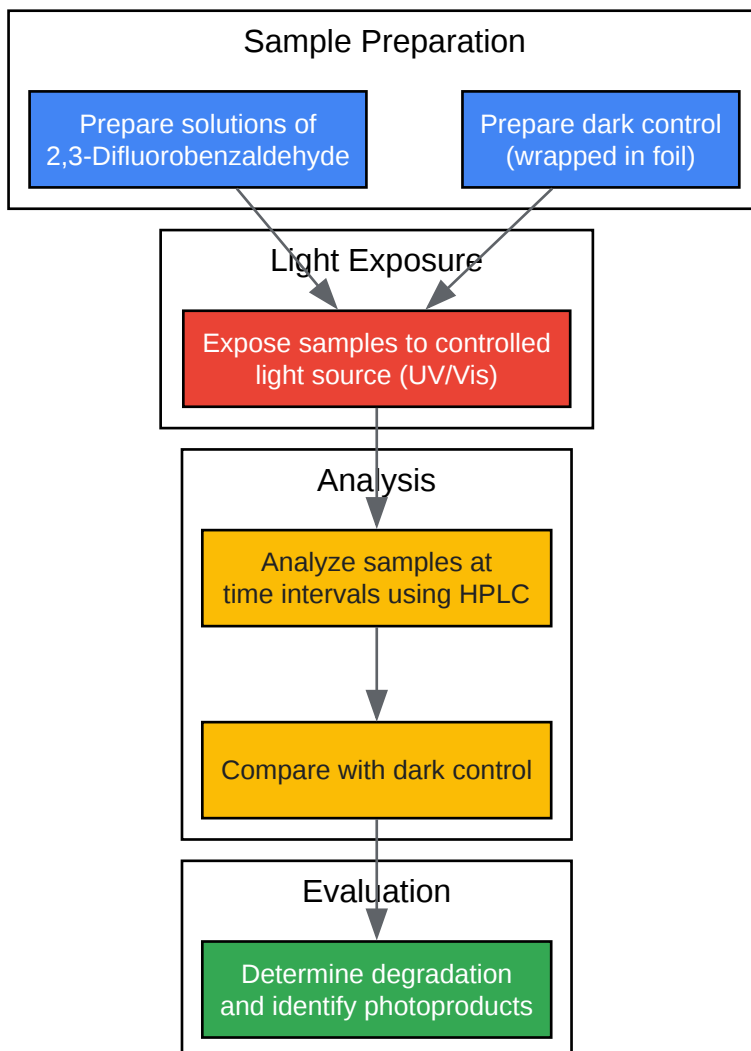 Sample Preparation
Prepare solutions of
2,3-Difluorobenzaldehyde
Prepare dark control
(wrapped in foil)
Light Exposure
Expose samples to controlled
light source (UV/Vis)
Analysis
Analyze samples at
time intervals using HPLC
Compare with dark control
Evaluation
Determine degradation
and identify photoproducts